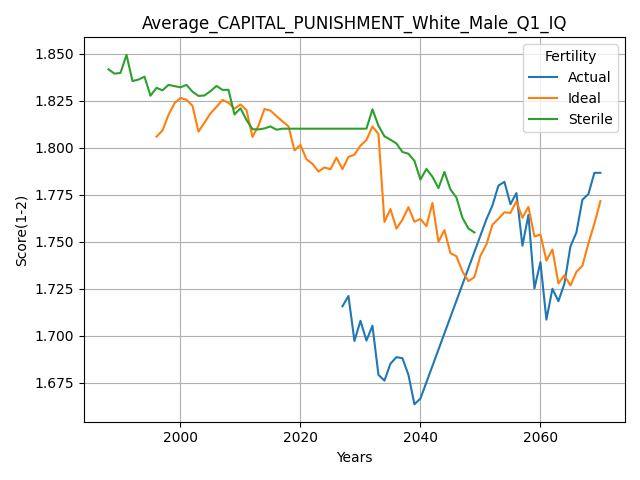 Average_CAPITAL_PUNISHMENT_White_Male_Q1_IQ
Fertility
Actual
Ideal
Sterile
Score(1-2)
1.850
1.825
1.800
1.775
1.750
1.725
1.700
1.675
2000
2020
2040
2060
Years